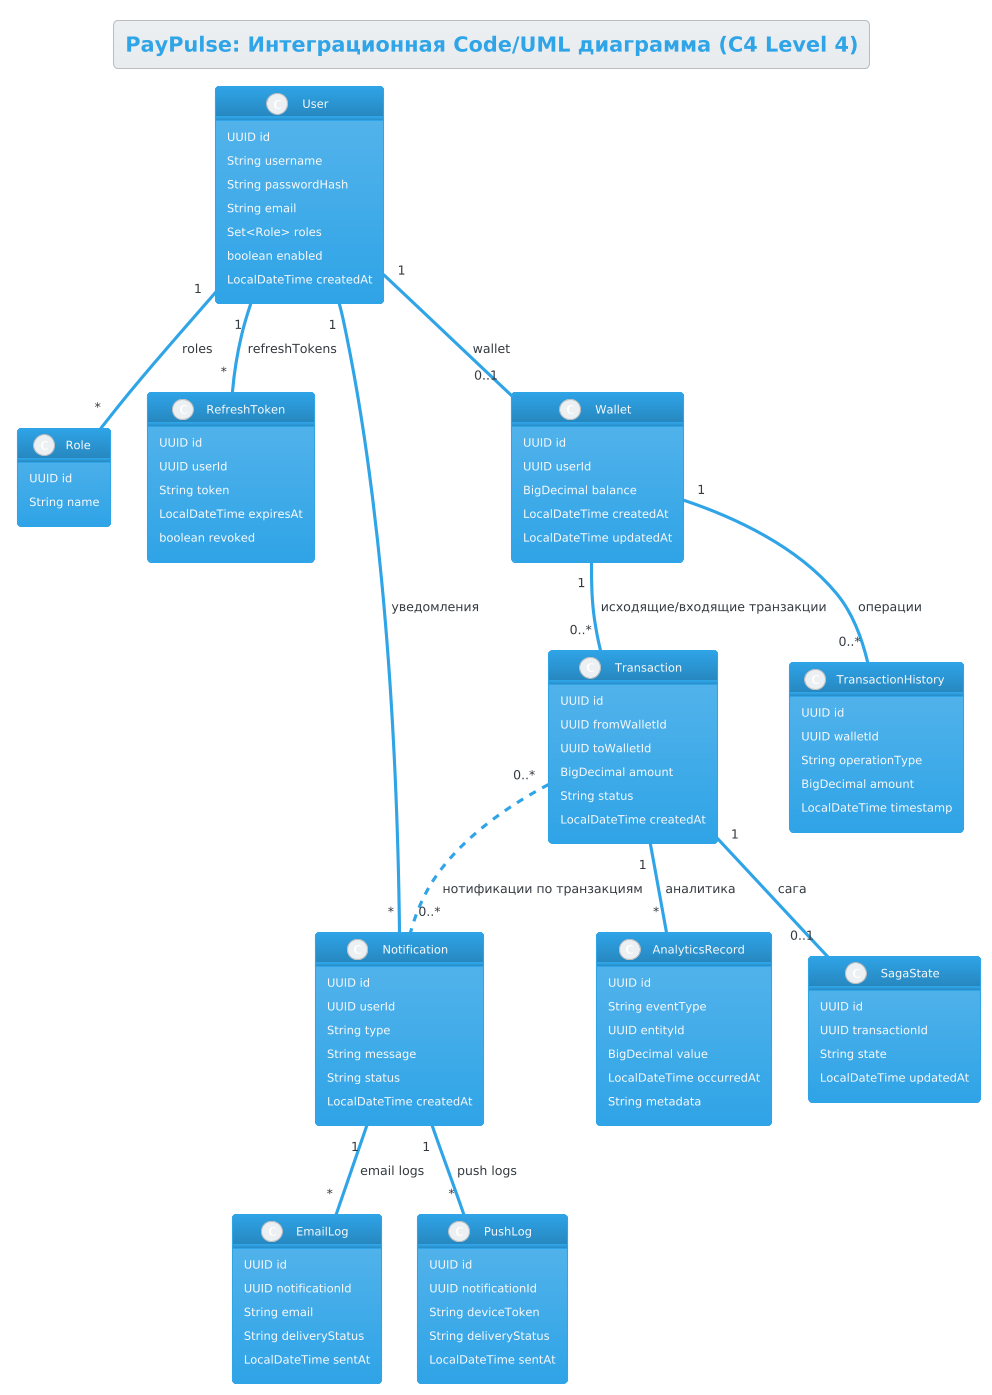 PayPulse: Интеграционная Code/UML диаграмма (C4 Level 4)
C User
UUID id
String username
String passwordHash
String email
Set<Role> roles
boolean enabled
LocalDateTime createdAt
1
roles
*
1
refreshTokens
*
1
уведомления
*
1
wallet
0..1
C Role
UUID id
String name
C RefreshToken
UUID id
UUID userId
String token
LocalDateTime expiresAt
boolean revoked
C Wallet
UUID id
UUID userId
BigDecimal balance
LocalDateTime createdAt
LocalDateTime updatedAt
1
исходящие/входящие транзакции
0..*
1
операции
0..*
C Transaction
UUID id
UUID fromWalletId
UUID toWalletId
BigDecimal amount
String status
LocalDateTime createdAt
C TransactionHistory
UUID id
UUID walletId
String operationType
BigDecimal amount
LocalDateTime timestamp
0..*
нотификации по транзакциям
0..*
1
аналитика
*
1
сага
0..1
C Notification
UUID id
UUID userId
String type
String message
String status
LocalDateTime createdAt
C AnalyticsRecord
UUID id
String eventType
UUID entityId
BigDecimal value
LocalDateTime occurredAt
String metadata
C SagaState
UUID id
UUID transactionId
String state
LocalDateTime updatedAt
1
email logs
*
1
push logs
*
C EmailLog
UUID id
UUID notificationId
String email
String deliveryStatus
LocalDateTime sentAt
C PushLog
UUID id
UUID notificationId
String deviceToken
String deliveryStatus
LocalDateTime sentAt